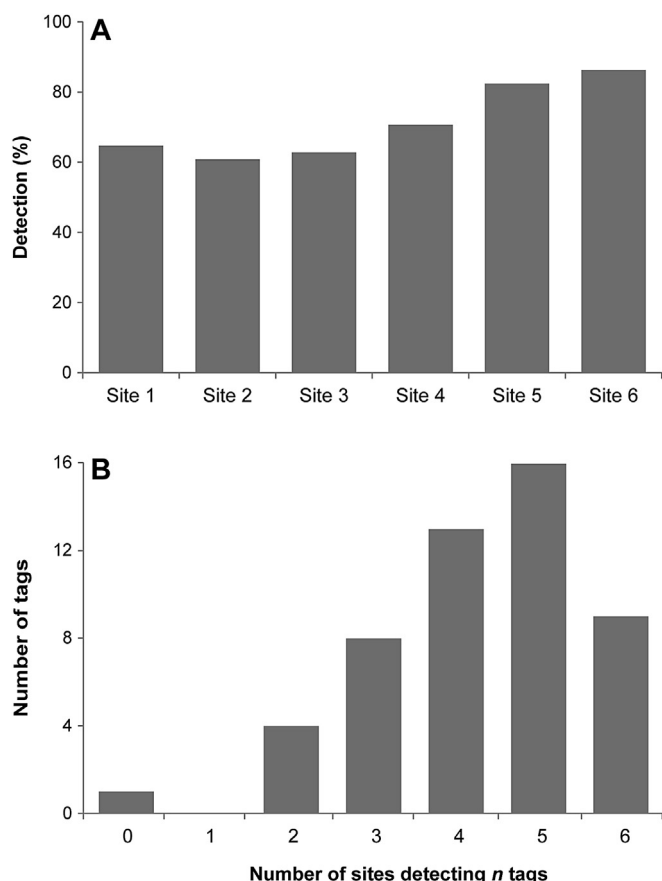 A
100
80
60
40
20
0
Detection (%)
Site 1 Site 2 Site 3 Site 4 Site 5 Site 6
B
16
12
8
4
0
Number of tags
0 1 2 3 4 5 6
Number of sites detecting n tags